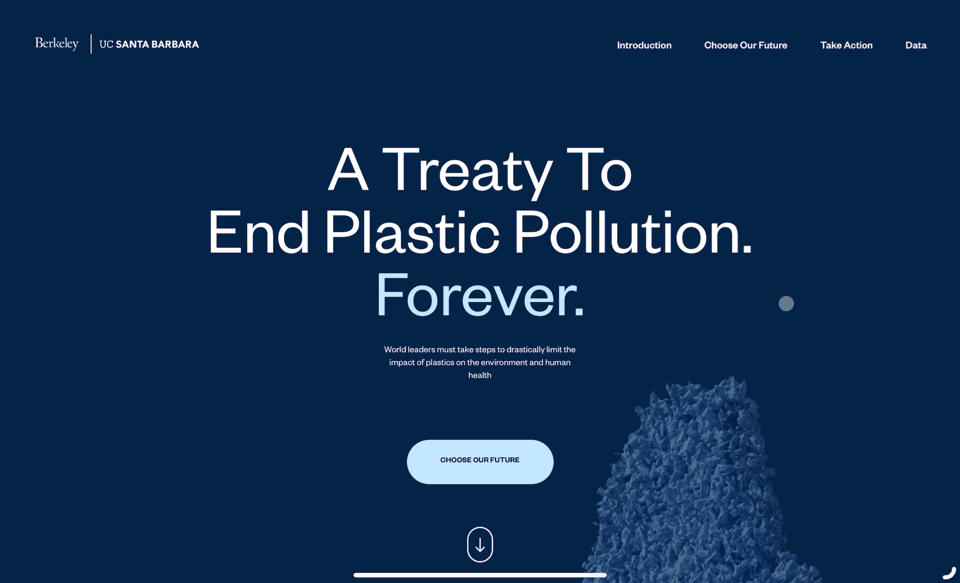 Berkeley | UC SANTA BARBARA
Introduction Choose Our Future Take Action Data
A Treaty To
End Plastic Pollution.
Forever.
World leaders must take steps to drastically limit the
impact of plastics on the environment and human
health
CHOOSE OUR FUTURE